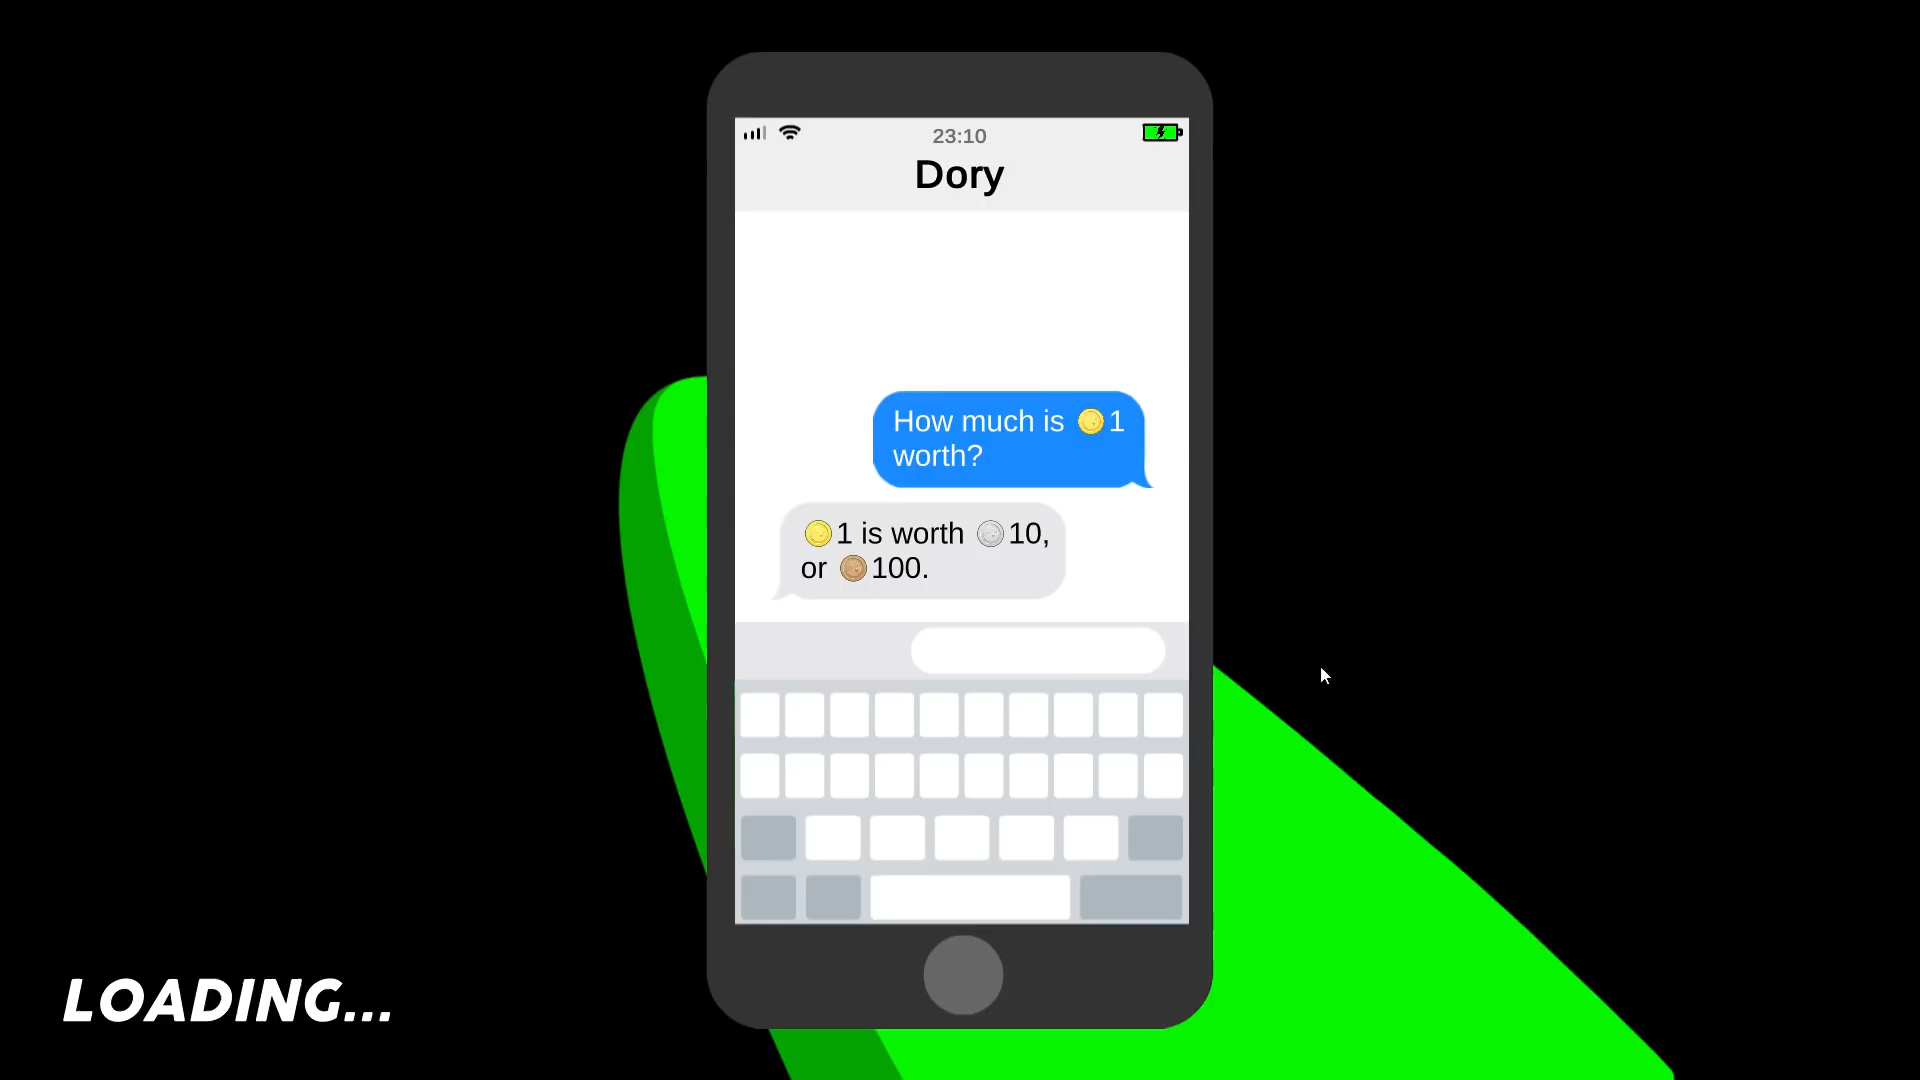 23:10
Dory
How much is 1
worth?
1 is worth 10,
or 100.
LOADING...